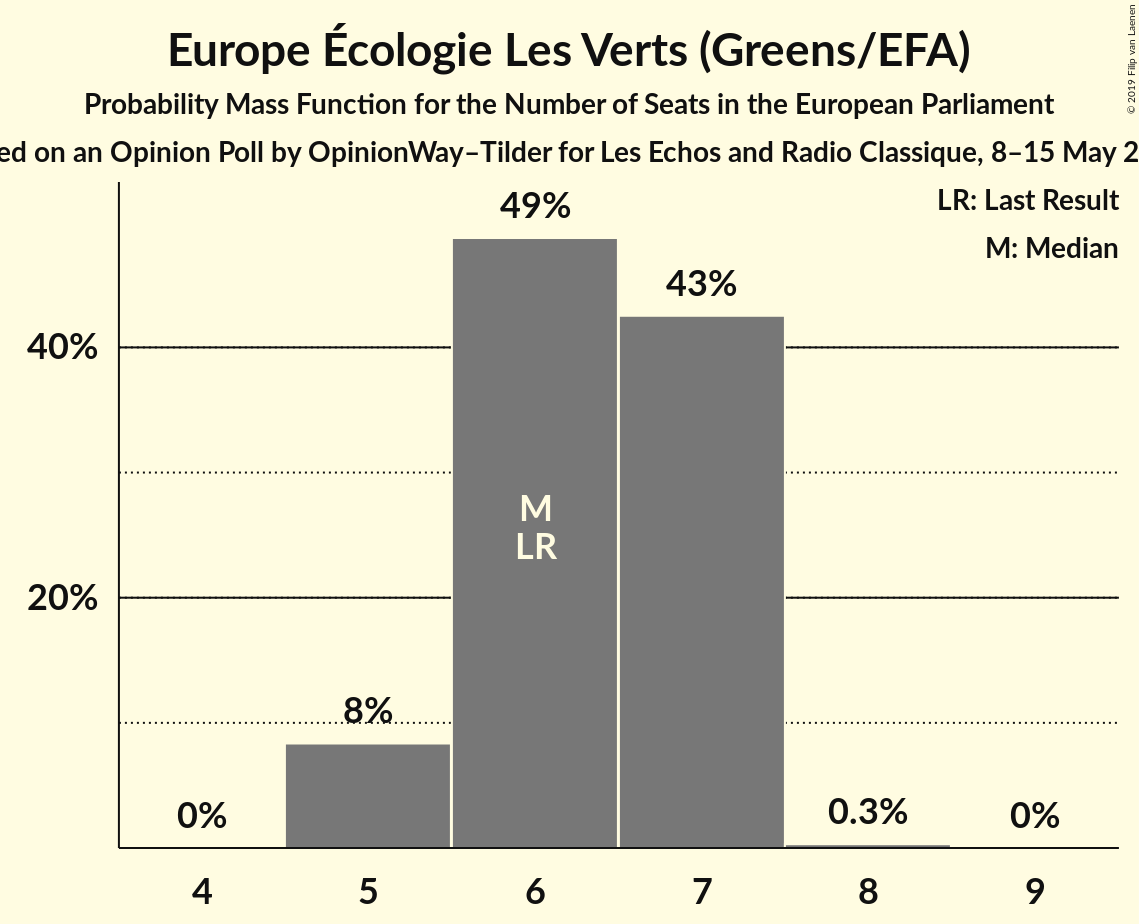 Europe Écologie Les Verts (Greens/EFA)
Probability Mass Function for the Number of Seats in the European Parliament
on an Opinion Poll by OpinionWay–Tilder for Les Echos and Radio Classique, 8–15 May
© 2019 Filip van Laenen
LR: Last Result
M: Median
49%
43%
40%
M
LR
20%
8%
0%
0.3%
0%
4 5 6 7 8 9